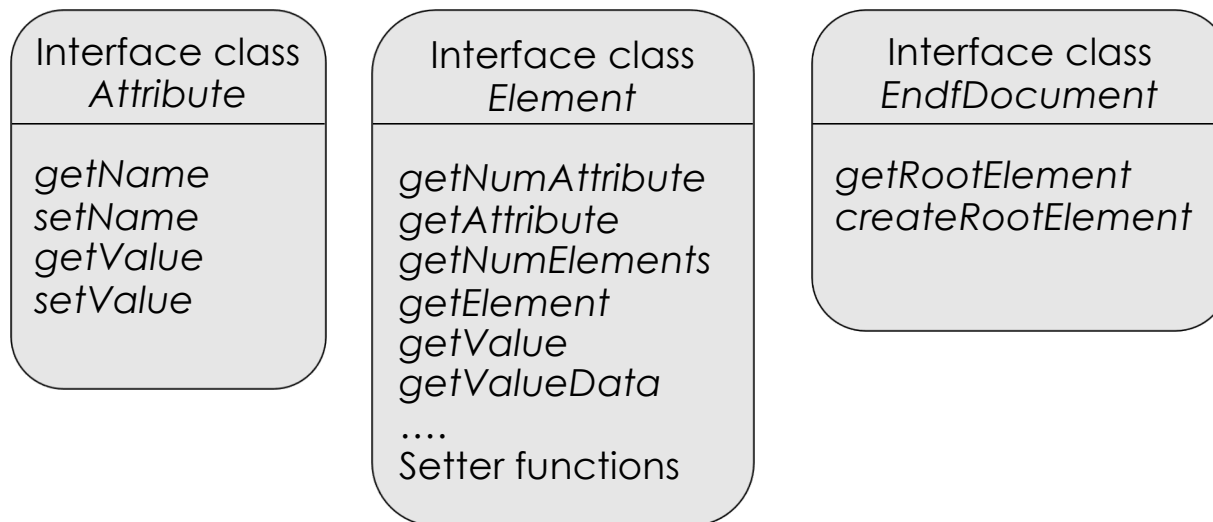 Interface class
Attribute
getName
setName
getValue
setValue
Interface class
Element
getNumAttribute
getAttribute
getNumElements
getElement
getValue
getValueData
….
Setter functions
Interface class
EndfDocument
getRootElement
createRootElement